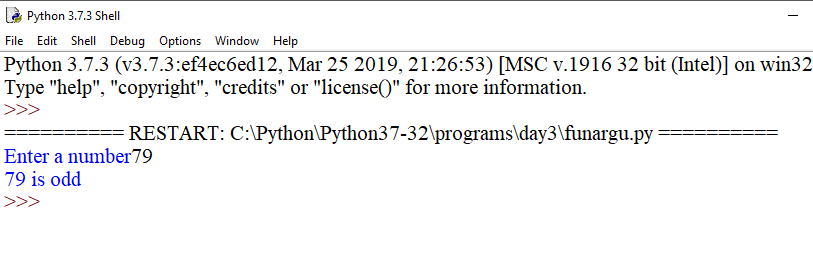 Python 3.7.3 Shell
File Edit Shell Debug Options Window Help
Python 3.7.3 (v3.7.3:ef4ec6ed12, Mar 25 2019, 21:26:53) [MSC v.1916 32 bit (Intel)] on win32
Type "help", "copyright", "credits" or "license()" for more information.
>>>
========== RESTART: C:\Python\Python37-32\programs\day3\funargu.py ==========
Enter a number79
79 is odd
>>>